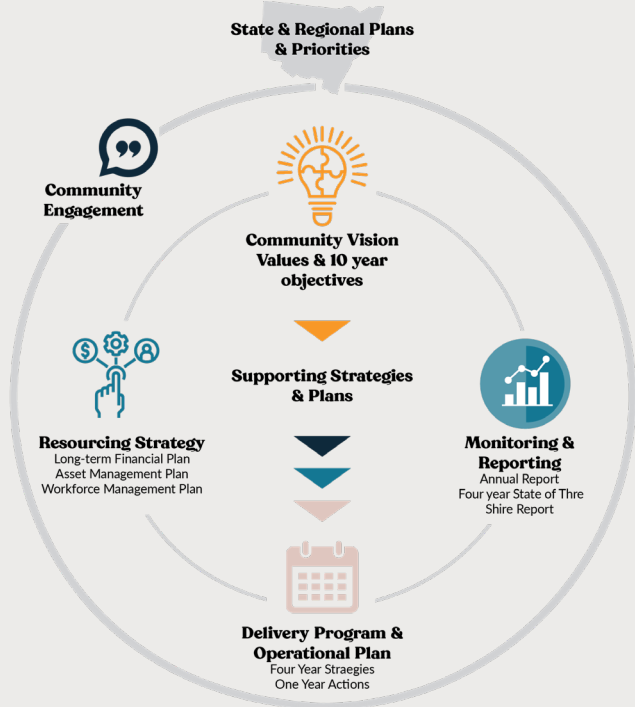 State & Regional Plans
& Priorities
Community
Engagement
Community Vision
Values & 10 year
objectives
Supporting Strategies
& Plans
Resourcing Strategy
Long-term Financial Plan
Asset Management Plan
Workforce Management Plan
Monitoring &
Reporting
Annual Report
Four year State of Thre
Shire Report
Delivery Program &
Operational Plan
Four Year Straegies
One Year Actions